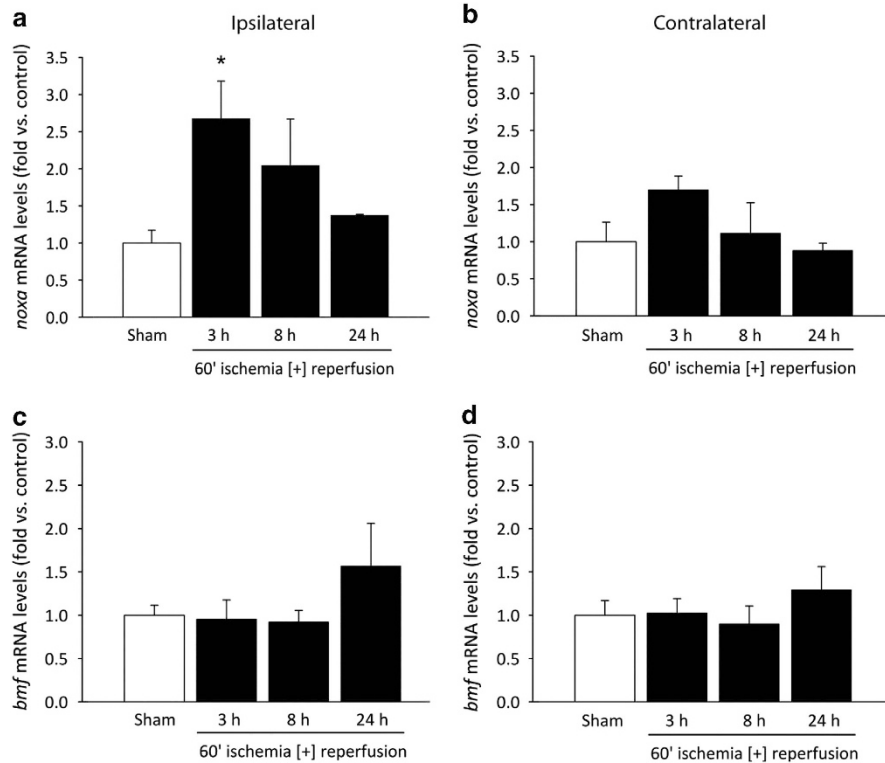 a
Ipsilateral
noxa mRNA levels (fold vs. control)
3.5
3.0
2.5
2.0
1.5
1.0
0.5
0.0
*
Sham
3 h
8 h
24 h
60' ischemia [+] reperfusion
b
Contralateral
noxa mRNA levels (fold vs. control)
3.5
3.0
2.5
2.0
1.5
1.0
0.5
0.0
Sham
3 h
8 h
24 h
60' ischemia [+] reperfusion
c
bmf mRNA levels (fold vs. control)
3.0
2.5
2.0
1.5
1.0
0.5
0.0
Sham
3 h
8 h
24 h
60' ischemia [+] reperfusion
d
bmf mRNA levels (fold vs. control)
3.0
2.5
2.0
1.5
1.0
0.5
0.0
Sham
3 h
8 h
24 h
60' ischemia [+] reperfusion